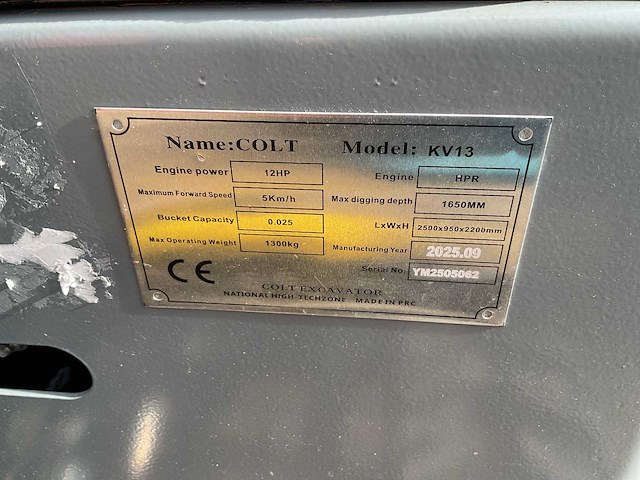 Name:COLT Model: KV13
Engine power 12HP Engine HPR
Maximum Forward Speed 5Km/h Max digging depth 1650MM
Bucket Capacity 0.025 LxWxH 2500x950x2200mm
Max Operating Weight 1300kg Manufacturing Year 2025.09
CE Serial No. YM2505062
COLT EXCAVATOR
NATIONAL HIGH-TECHZONE MADE IN PRC